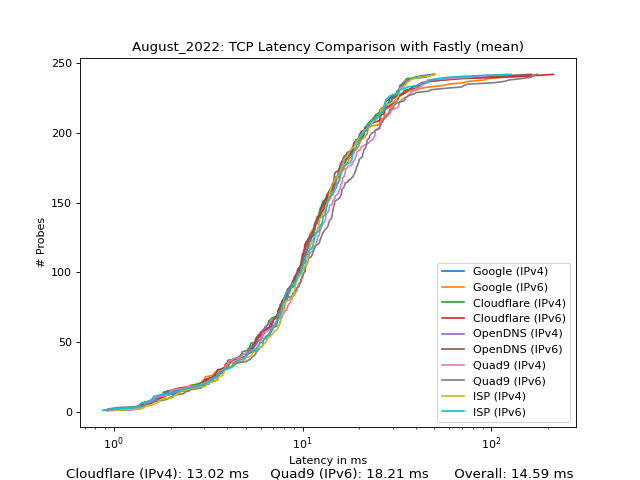 August_2022: TCP Latency Comparison with Fastly (mean)
250
200
150
100
50
0
# Probes
Google (IPv4)
Google (IPv6)
Cloudflare (IPv4)
Cloudflare (IPv6)
OpenDNS (IPv4)
OpenDNS (IPv6)
Quad9 (IPv4)
Quad9 (IPv6)
ISP (IPv4)
ISP (IPv6)
10⁰ 10¹ 10²
Latency in ms
Cloudflare (IPv4): 13.02 ms Quad9 (IPv6): 18.21 ms Overall: 14.59 ms